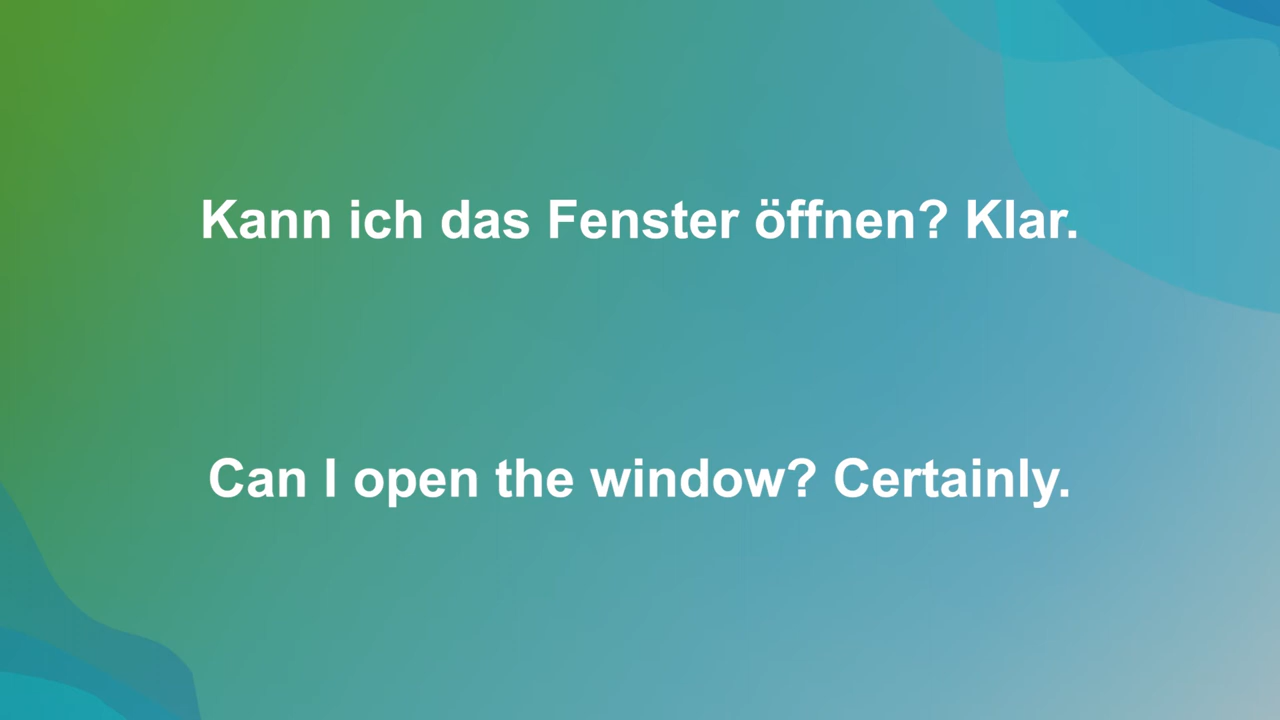 Kann ich das Fenster öffnen? Klar.
Can I open the window? Certainly.